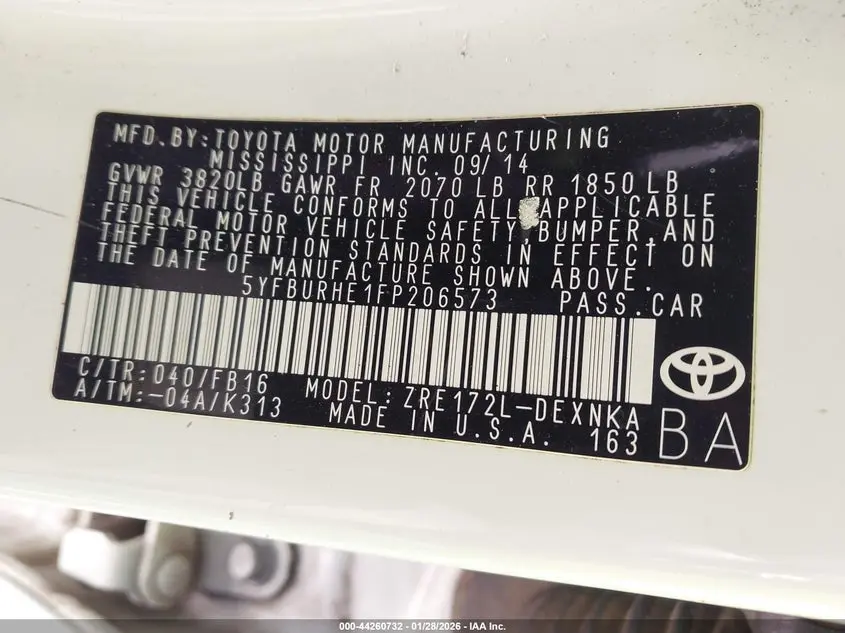 MFD.BY:TOYOTA MOTOR MANUFACTURING
MISSISSIPPI INC. 09/14
GVWR 3820LB GAWR FR 2070 LB RR 1850LB
THIS VEHICLE CONFORMS TO ALL APPLICABLE
FEDERAL MOTOR VEHICLE SAFETY,BUMPER,AND
THEFT PREVENTION STANDARDS IN EFFECT ON
THE DATE OF MANUFACTURE SHOWN ABOVE.
5YFBURHE1FP206573 PASS.CAR
C/TR:040/FB16 MODEL:ZRE172L-DEXNKA
A/TM:-04A/K313 MADE IN U.S.A. 163
BA
000-44260732 - 01/28/2026 - IAA Inc.